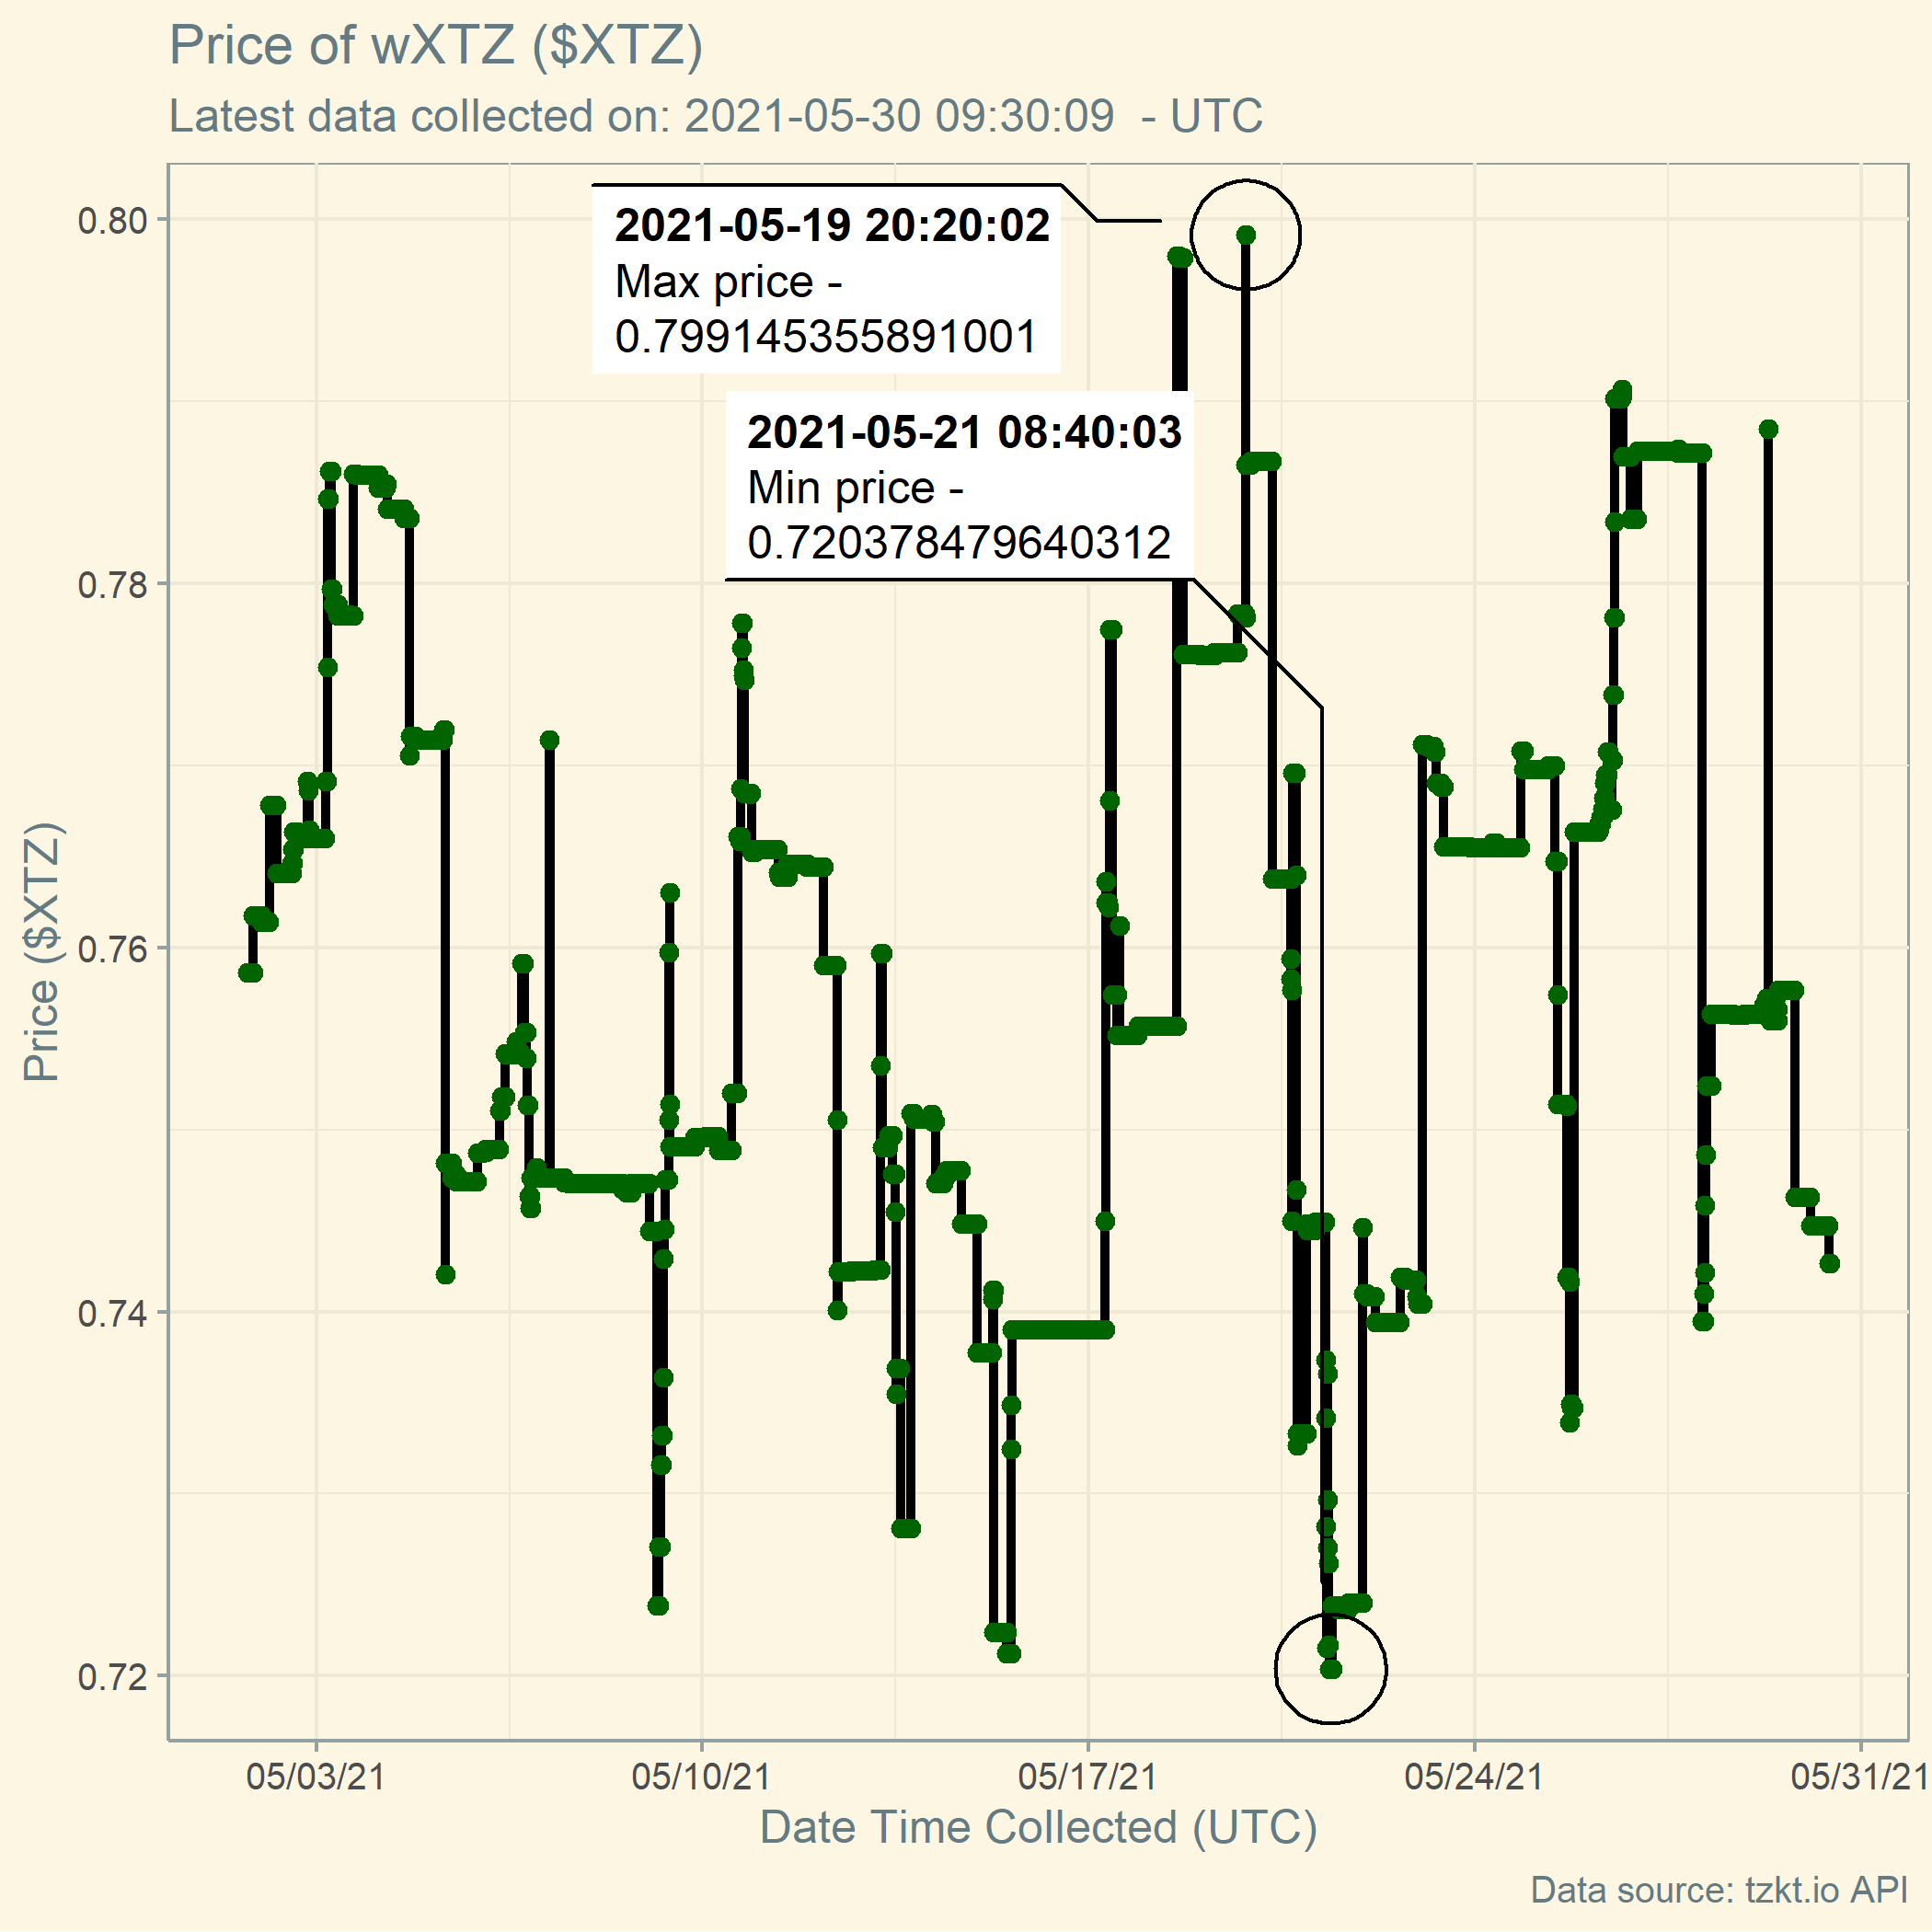 Price of wXTZ ($XTZ)
Latest data collected on: 2021-05-30 09:30:09  - UTC
2021-05-19 20:20:02
Max price -
0.799145355891001
2021-05-21 08:40:03
Min price -
0.720378479640312
Price ($XTZ)
0.80
0.78
0.76
0.74
0.72
05/03/21
05/10/21
05/17/21
05/24/21
05/31/21
Date Time Collected (UTC)
Data source: tzkt.io API